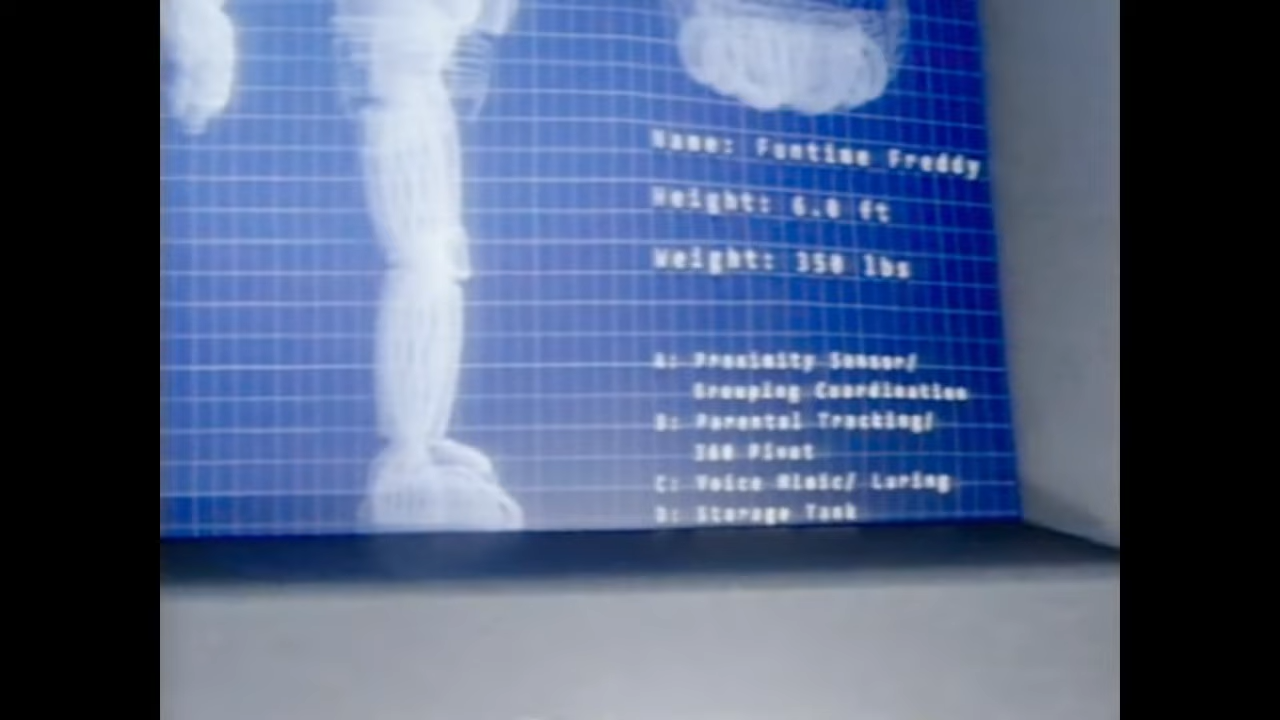 Name: Funtime Freddy
Height: 6.0 ft
Weight: 350 lbs
A: Proximity Sensor/
Grouping Coordination
B: Parental Tracking/
360 Pivot
C: Voice Mimic/ Luring
D: Storage Tank